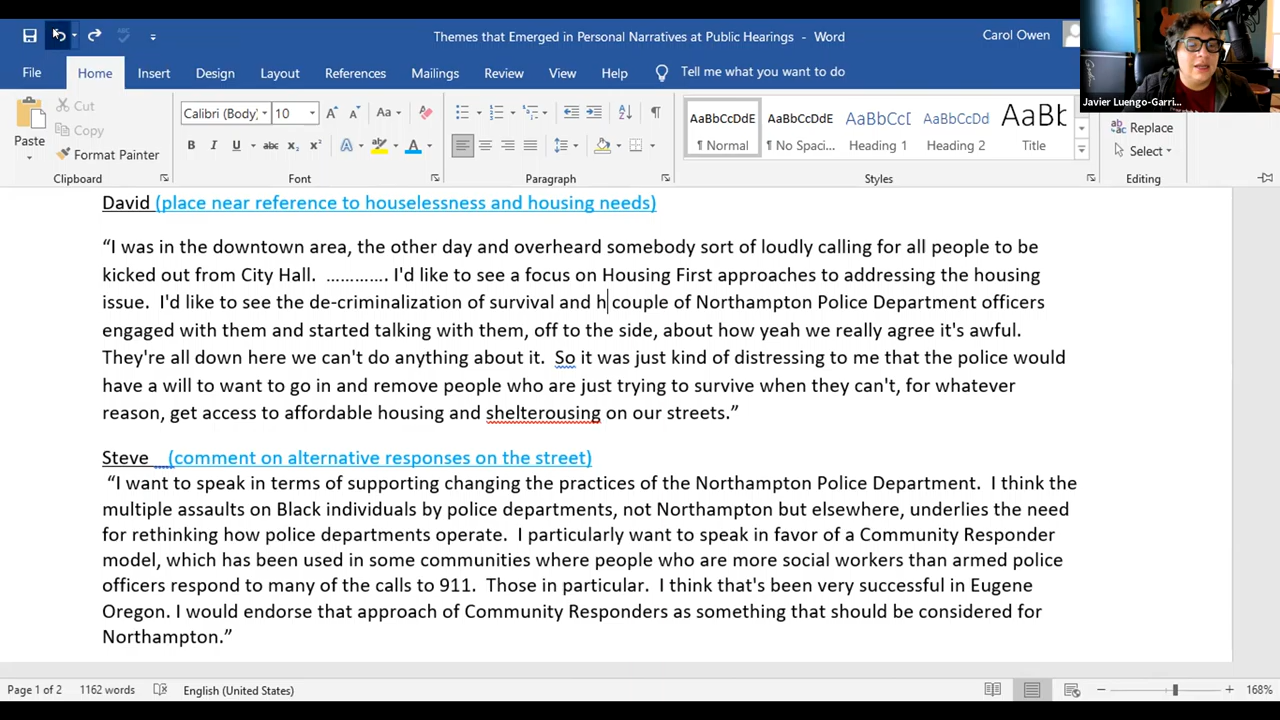 Themes that Emerged in Personal Narratives at Public Hearings - Word
Carol Owen
File Home Insert Design Layout References Mailings Review View Help Tell me what you want to do
Javier Luengo-Garri...
Paste
Cut
Copy
Format Painter
Calibri (Body) 10
AaBbCcDdE AaBbCcDdE AaBbCcD AaBbCcDd AaBb
¶ Normal ¶ No Spaci... Heading 1 Heading 2 Title
Replace
Select
Clipboard Font Paragraph Styles Editing
David (place near reference to houselessness and housing needs)
“I was in the downtown area, the other day and overheard somebody sort of loudly calling for all people to be
kicked out from City Hall. …………. I'd like to see a focus on Housing First approaches to addressing the housing
issue. I'd like to see the de-criminalization of survival and h couple of Northampton Police Department officers
engaged with them and started talking with them, off to the side, about how yeah we really agree it's awful.
They're all down here we can't do anything about it. So it was just kind of distressing to me that the police would
have a will to want to go in and remove people who are just trying to survive when they can't, for whatever
reason, get access to affordable housing and shelterousing on our streets.”
Steve (comment on alternative responses on the street)
“I want to speak in terms of supporting changing the practices of the Northampton Police Department. I think the
multiple assaults on Black individuals by police departments, not Northampton but elsewhere, underlies the need
for rethinking how police departments operate. I particularly want to speak in favor of a Community Responder
model, which has been used in some communities where people who are more social workers than armed police
officers respond to many of the calls to 911. Those in particular. I think that's been very successful in Eugene
Oregon. I would endorse that approach of Community Responders as something that should be considered for
Northampton.”
Page 1 of 2 1162 words English (United States) 168%